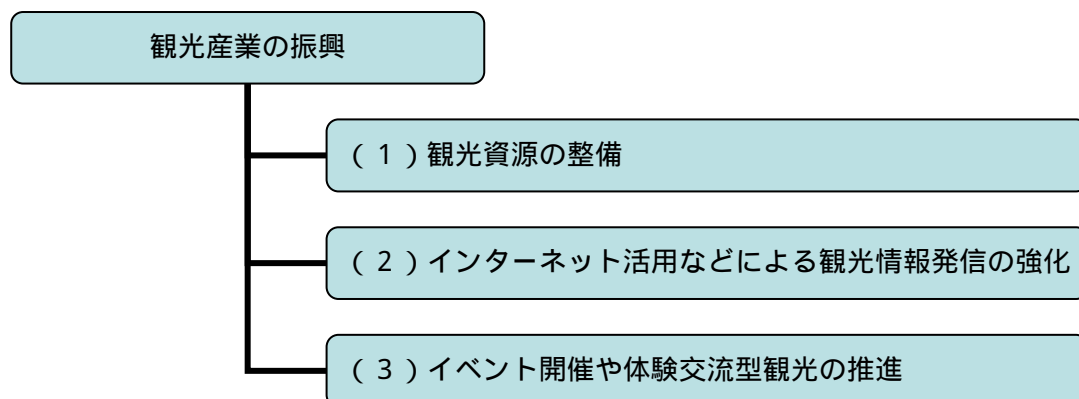 観光産業の振興
( 1 )観光資源の整備
( 2 )インターネット活用などによる観光情報発信の強化
( 3 )イベント開催や体験交流型観光の推進